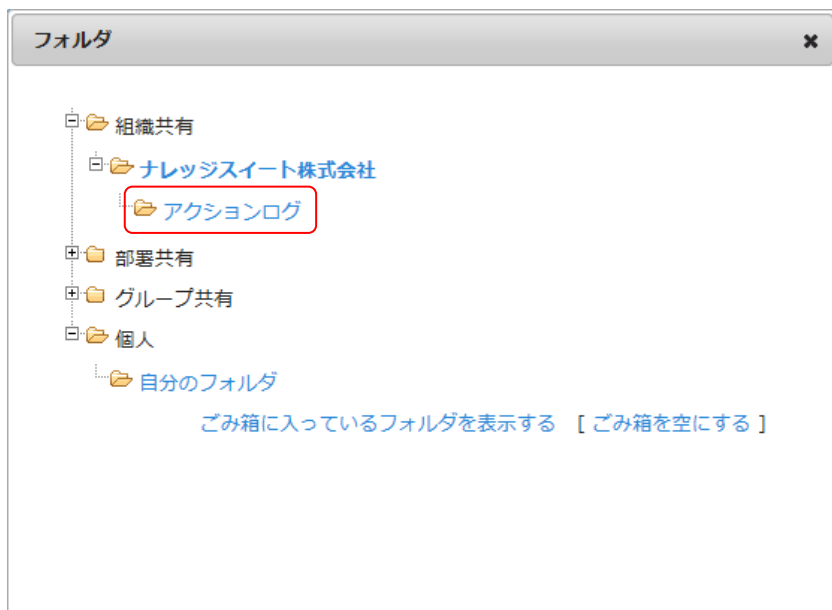 フォルダ
組織共有
ナレッジスイート株式会社
アクションログ
部署共有
グループ共有
個人
自分のフォルダ
ごみ箱に入っているフォルダを表示する [ ごみ箱を空にする ]